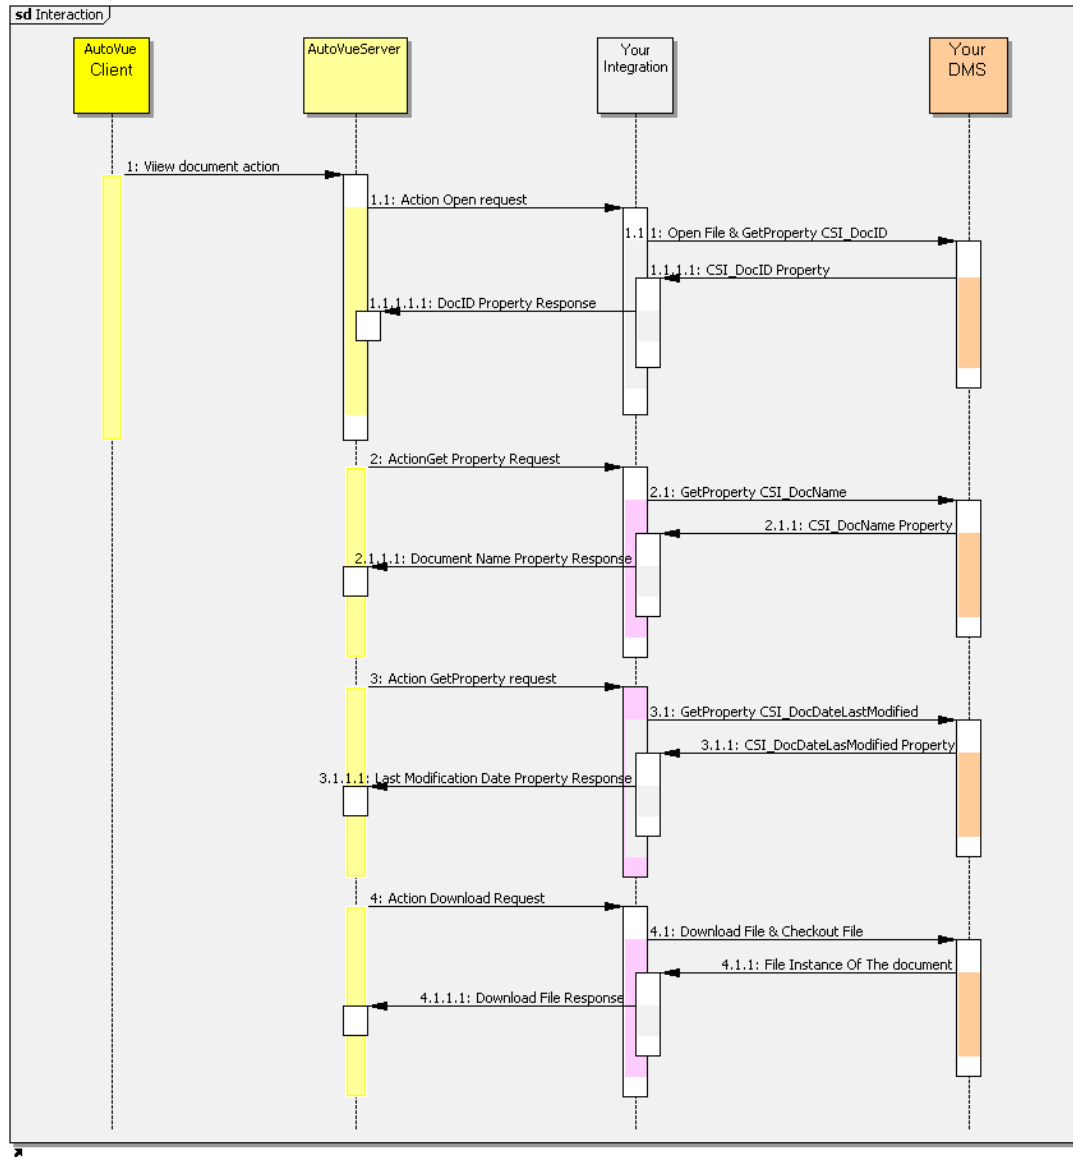 sd Interaction
AutoVue
Client
AutoVueServer
Your
Integration
Your
DMS
1: Viiew document action
1.1: Action Open request
1.1.1: Open File & GetProperty CSI_DocID
1.1.1.1: CSI_DocID Property
1.1.1.1.1: DocID Property Response
2: ActionGet Property Request
2.1: GetProperty CSI_DocName
2.1.1: CSI_DocName Property
2.1.1.1: Document Name Property Response
3: Action GetProperty request
3.1: GetProperty CSI_DocDateLastModified
3.1.1: CSI_DocDateLasModified Property
3.1.1.1: Last Modification Date Property Response
4: Action Download Request
4.1: Download File & Checkout File
4.1.1: File Instance Of The document
4.1.1.1: Download File Response